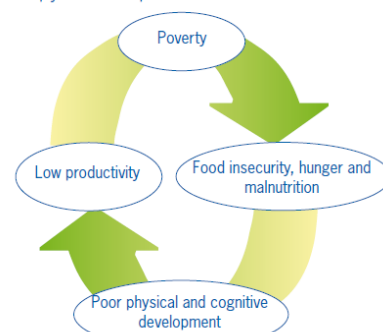 Poverty
Low productivity
Food insecurity, hunger and
malnutrition
Poor physical and cognitive
development